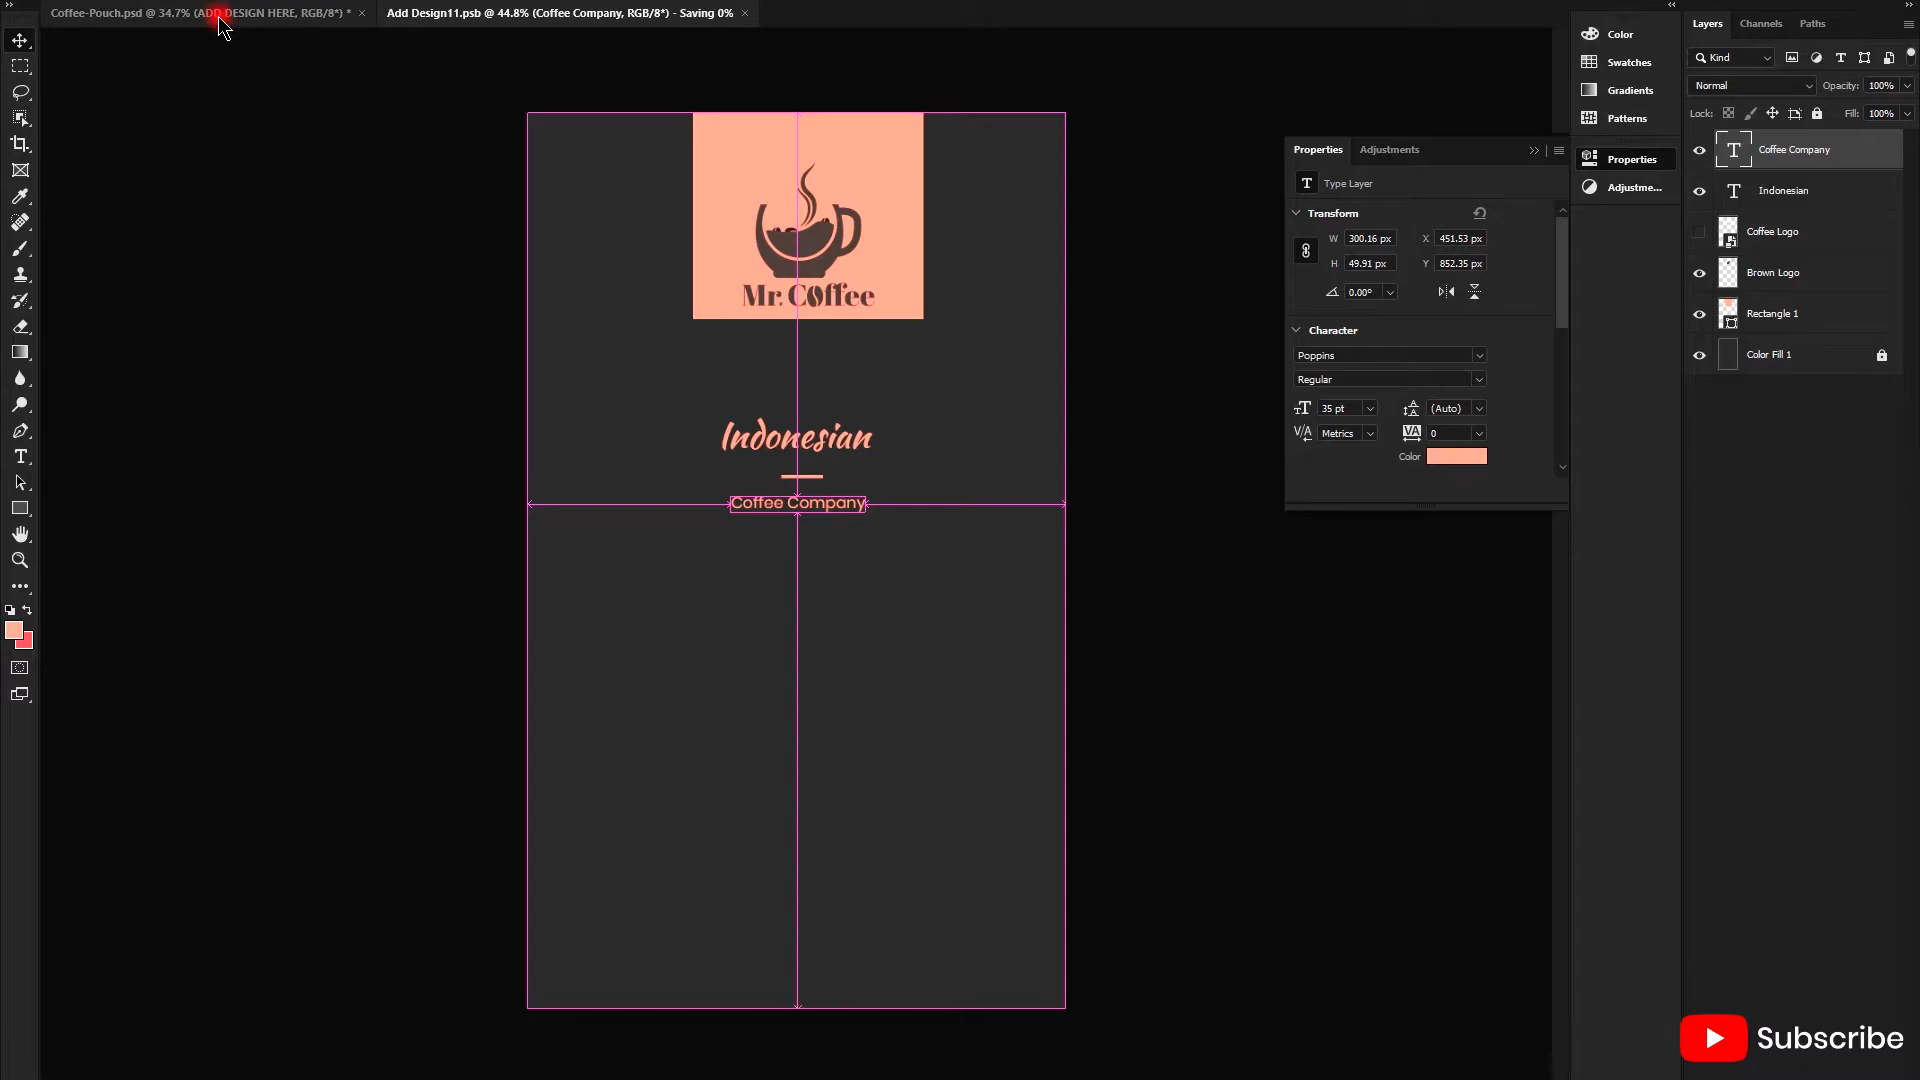 Coffee-Pouch.psd @ 34.7% (ADD DESIGN HERE, RGB/8*) *
Add Design11.psb @ 44.8% (Coffee Company, RGB/8*) - Saving 0%
Color
Swatches
Gradients
Patterns
Properties
Adjustme...
Layers
Channels
Paths
Kind
Normal
Opacity:
100%
Lock:
Fill:
100%
Coffee Company
Indonesian
Coffee Logo
Brown Logo
Rectangle 1
Color Fill 1
Properties
Adjustments
Type Layer
Transform
W
300.16 px
X
451.53 px
H
49.91 px
Y
852.35 px
0.00°
Character
Poppins
Regular
35 pt
(Auto)
Metrics
0
Color
Mr. Coffee
Indonesian
Coffee Company
Subscribe